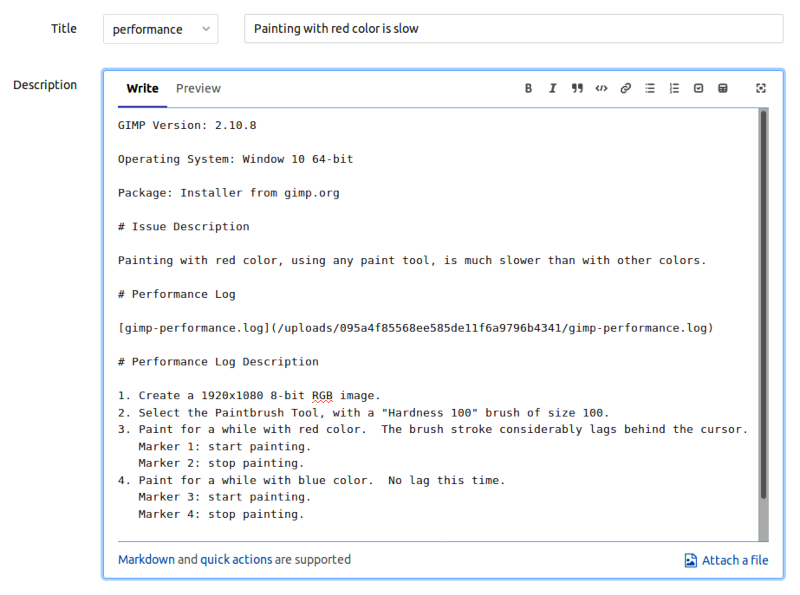 Title performance Painting with red color is slow
Description Write Preview
GIMP Version: 2.10.8
Operating System: Window 10 64-bit
Package: Installer from gimp.org
# Issue Description
Painting with red color, using any paint tool, is much slower than with other colors.
# Performance Log
[gimp-performance.log](/uploads/095a4f85568ee585de11f6a9796b4341/gimp-performance.log)
# Performance Log Description
1. Create a 1920x1080 8-bit RGB image.
2. Select the Paintbrush Tool, with a "Hardness 100" brush of size 100.
3. Paint for a while with red color.  The brush stroke considerably lags behind the cursor.
Marker 1: start painting.
Marker 2: stop painting.
4. Paint for a while with blue color.  No lag this time.
Marker 3: start painting.
Marker 4: stop painting.
Markdown and quick actions are supported Attach a file